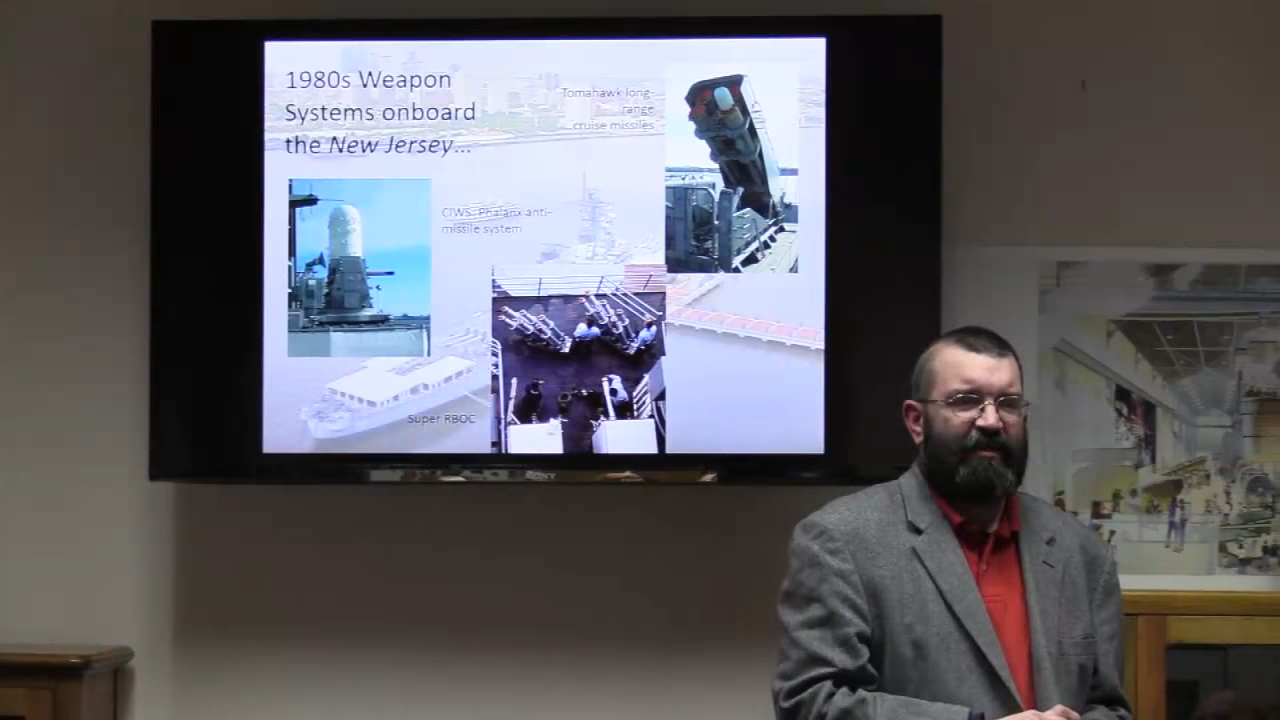 1980s Weapon
Systems onboard
the New Jersey...
Tomahawk long-
range
cruise missiles
CIWS: Phalanx anti-
missile system
Super RBOC
SONY